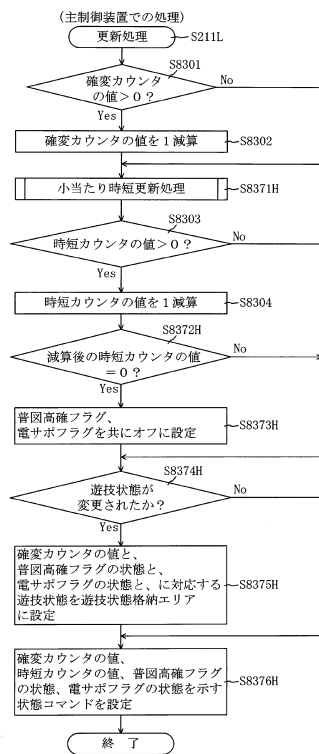 (主制御装置での処理)
更新処理
S211L
S8301
確変カウンタ
の値>0?
No
Yes
確変カウンタの値を1減算
S8302
小当たり時短更新処理
S8371H
S8303
時短カウンタの値>0?
No
Yes
時短カウンタの値を1減算
S8304
S8372H
減算後の時短カウンタの値
=0?
No
Yes
普図高確フラグ、
電サポフラグを共にオフに設定
S8373H
S8374H
遊技状態が
変更されたか?
No
Yes
確変カウンタの値と、
普図高確フラグの状態と、
電サポフラグの状態と、に対応する
遊技状態を遊技状態格納エリア
に設定
S8375H
確変カウンタの値、
時短カウンタの値、普図高確フラグ
の状態、電サポフラグの状態を示す
状態コマンドを設定
S8376H
終了